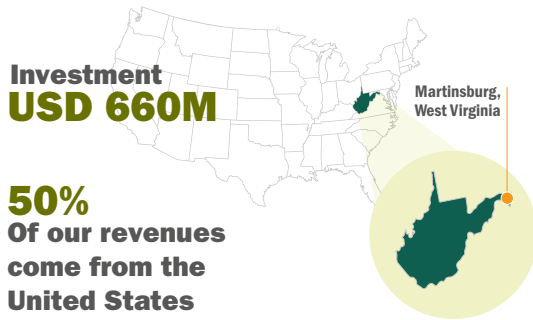 Investment
USD 660M
Martinsburg,
West Virginia
50%
Of our revenues
come from the
United States